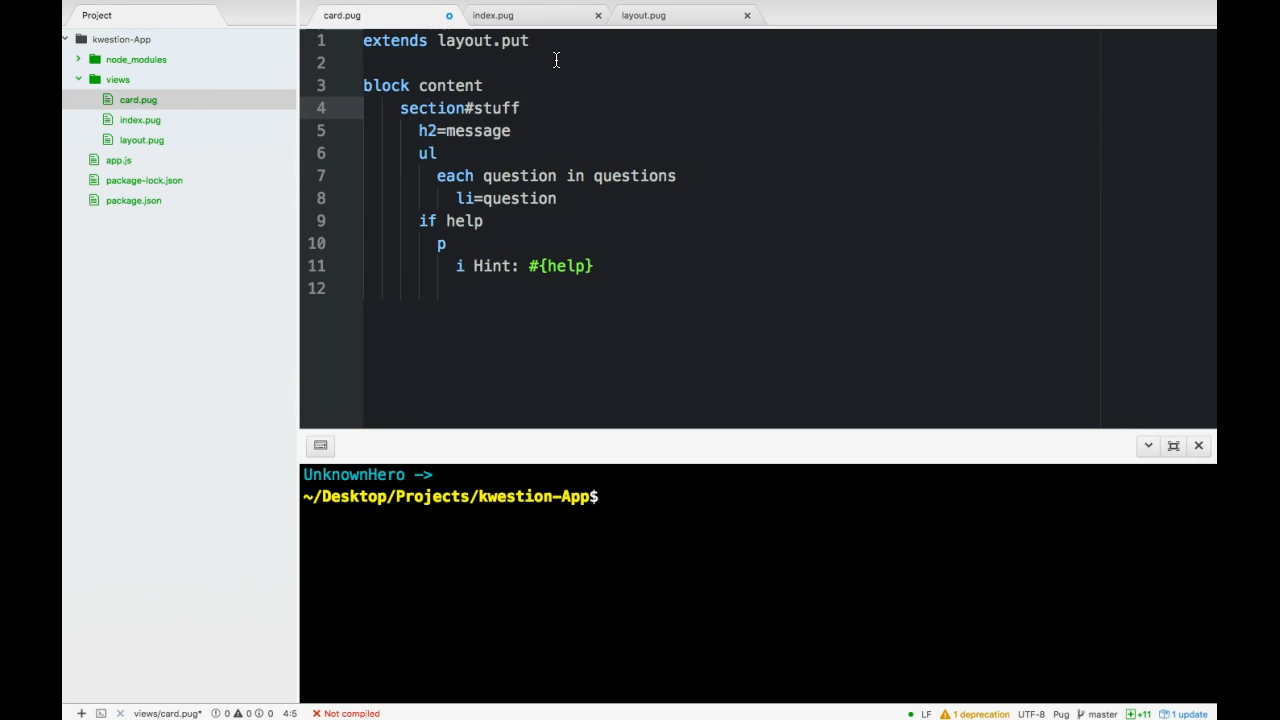 Project
kwestion-App
node_modules
views
card.pug
index.pug
layout.pug
app.js
package-lock.json
package.json
card.pug
index.pug
layout.pug
1 extends layout.put
2
3 block content
4 section#stuff
5 h2=message
6 ul
7 each question in questions
8 li=question
9 if help
10 p
11 i Hint: #{help}
12
UnknownHero ->
~/Desktop/Projects/kwestion-App$
views/card.pug* 0 0 0 4:5 Not compiled LF 1 deprecation UTF-8 Pug master +11 1 update